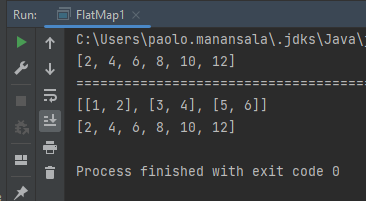 Run: FlatMap1
C:\Users\paolo.manansala\.jdks\Java\
[2, 4, 6, 8, 10, 12]
=====================================
[[1, 2], [3, 4], [5, 6]]
[2, 4, 6, 8, 10, 12]
Process finished with exit code 0